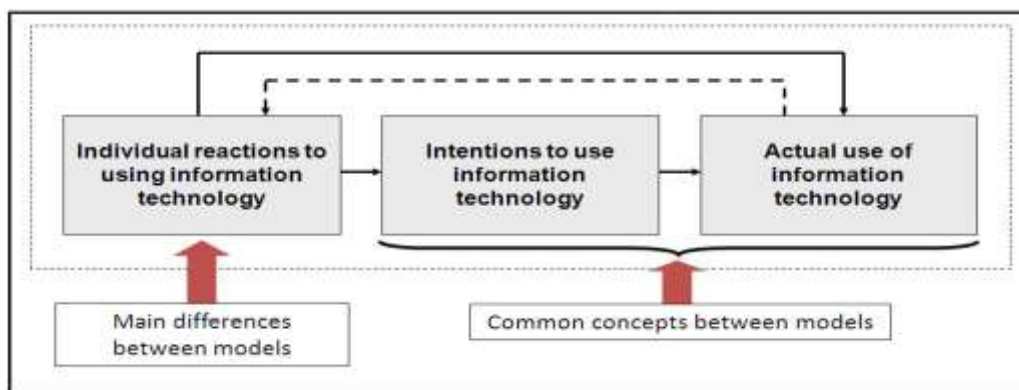 Individual reactions to
using information
technology
Intentions to use
information
technology
Actual use of
information
technology
Main differences
between models
Common concepts between models